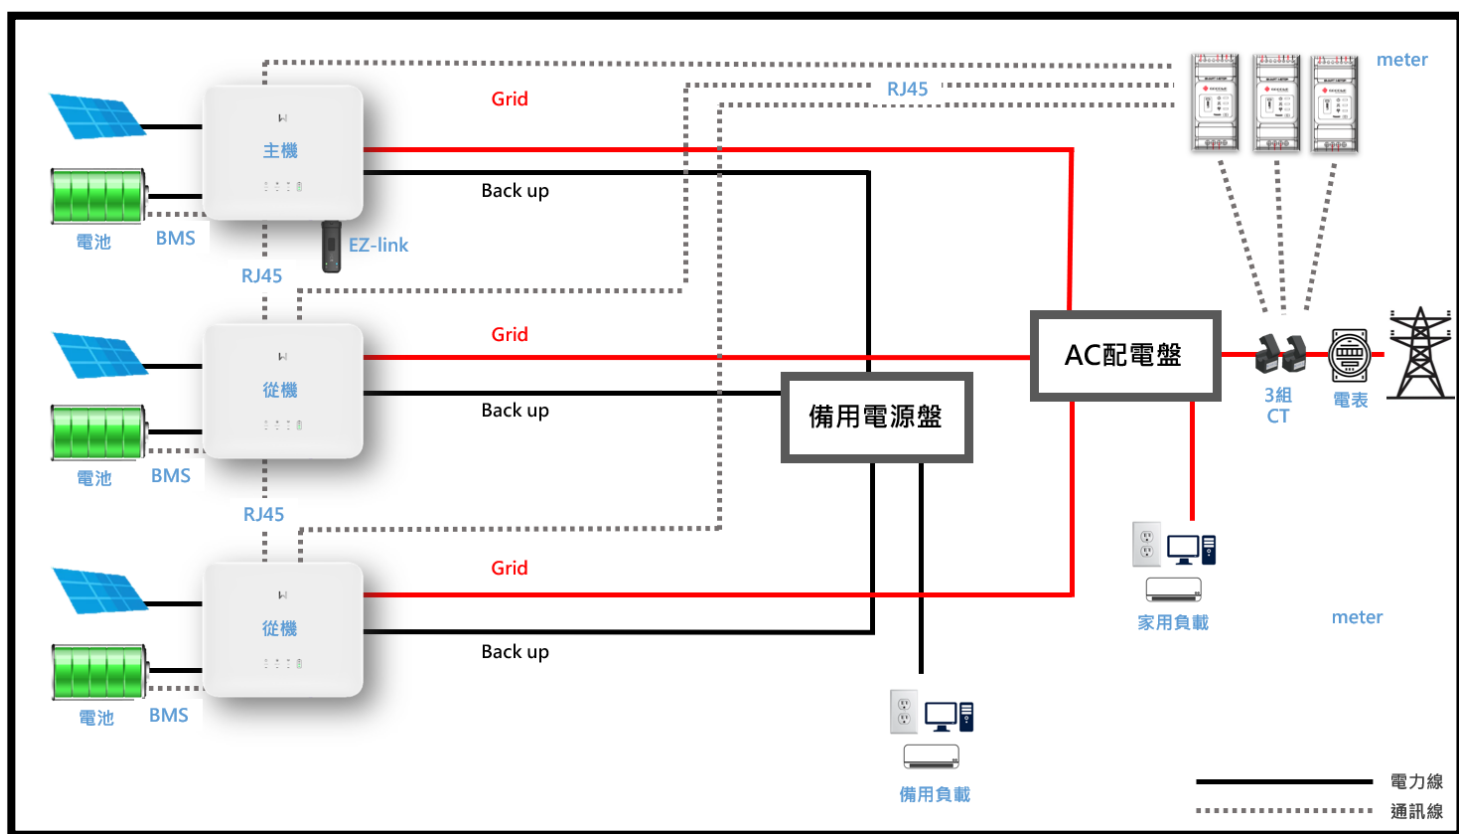 meter
RJ45
Grid
主機
Back up
電池
BMS
EZ-link
RJ45
Grid
從機
Back up
電池
BMS
AC配電盤
備用電源盤
3組
CT
電表
RJ45
Grid
從機
Back up
電池
BMS
家用負載
meter
備用負載
電力線
通訊線